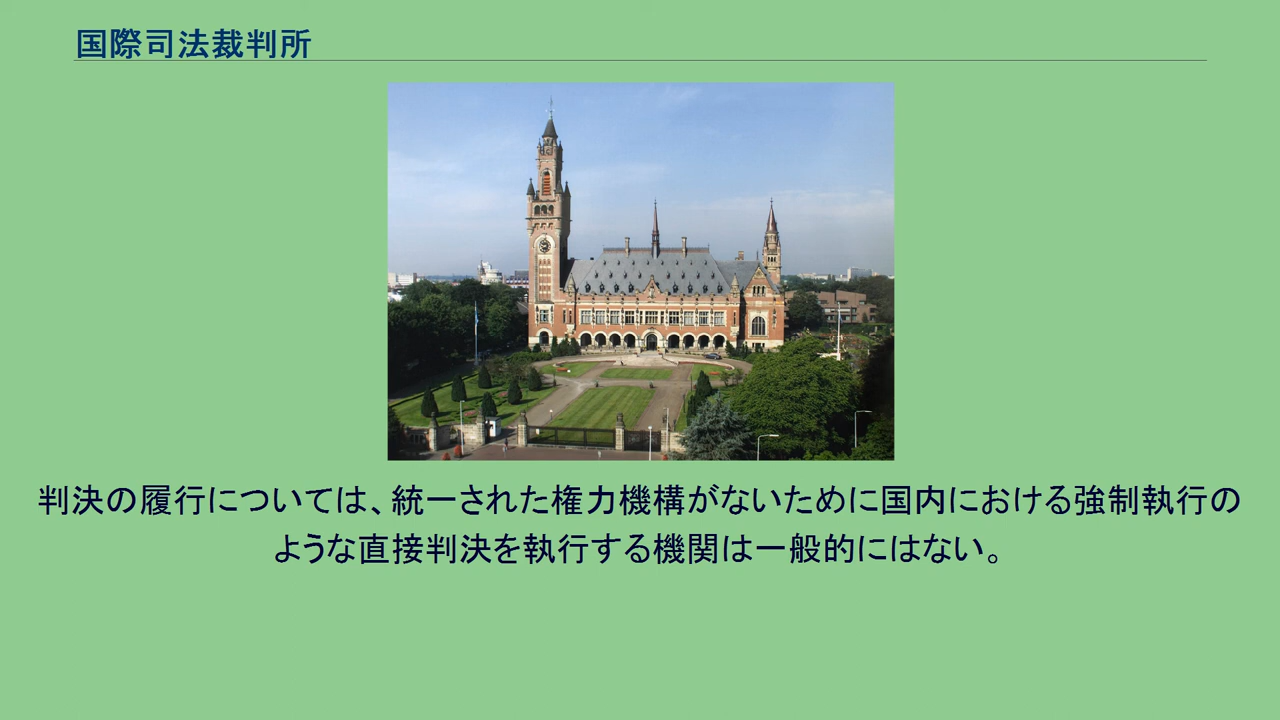 国際司法裁判所
判決の履行については、統一された権力機構がないために国内における強制執行の
ような直接判決を執行する機関は一般的にはない。